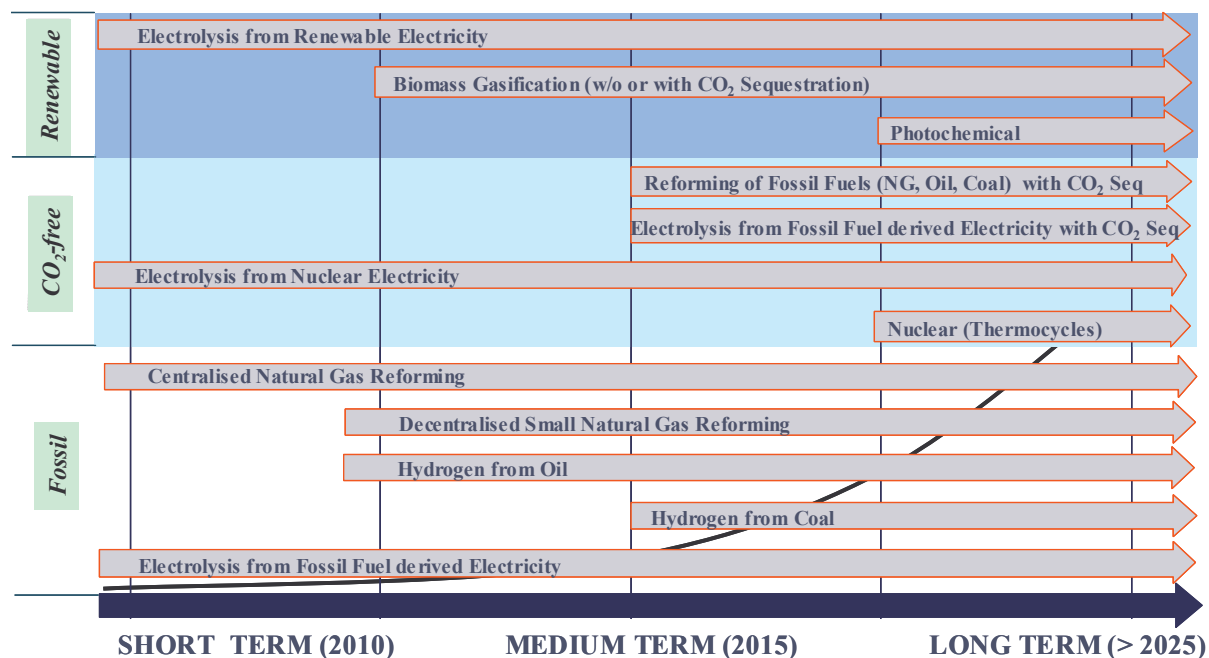 Renewable
Electrolysis from Renewable Electricity
Biomass Gasification (w/o or with CO₂ Sequestration)
Photochemical
CO₂-free
Reforming of Fossil Fuels (NG, Oil, Coal) with CO₂ Seq
Electrolysis from Fossil Fuel derived Electricity with CO₂ Seq
Electrolysis from Nuclear Electricity
Nuclear (Thermocycles)
Fossil
Centralised Natural Gas Reforming
Decentralised Small Natural Gas Reforming
Hydrogen from Oil
Hydrogen from Coal
Electrolysis from Fossil Fuel derived Electricity
SHORT TERM (2010) MEDIUM TERM (2015) LONG TERM (> 2025)